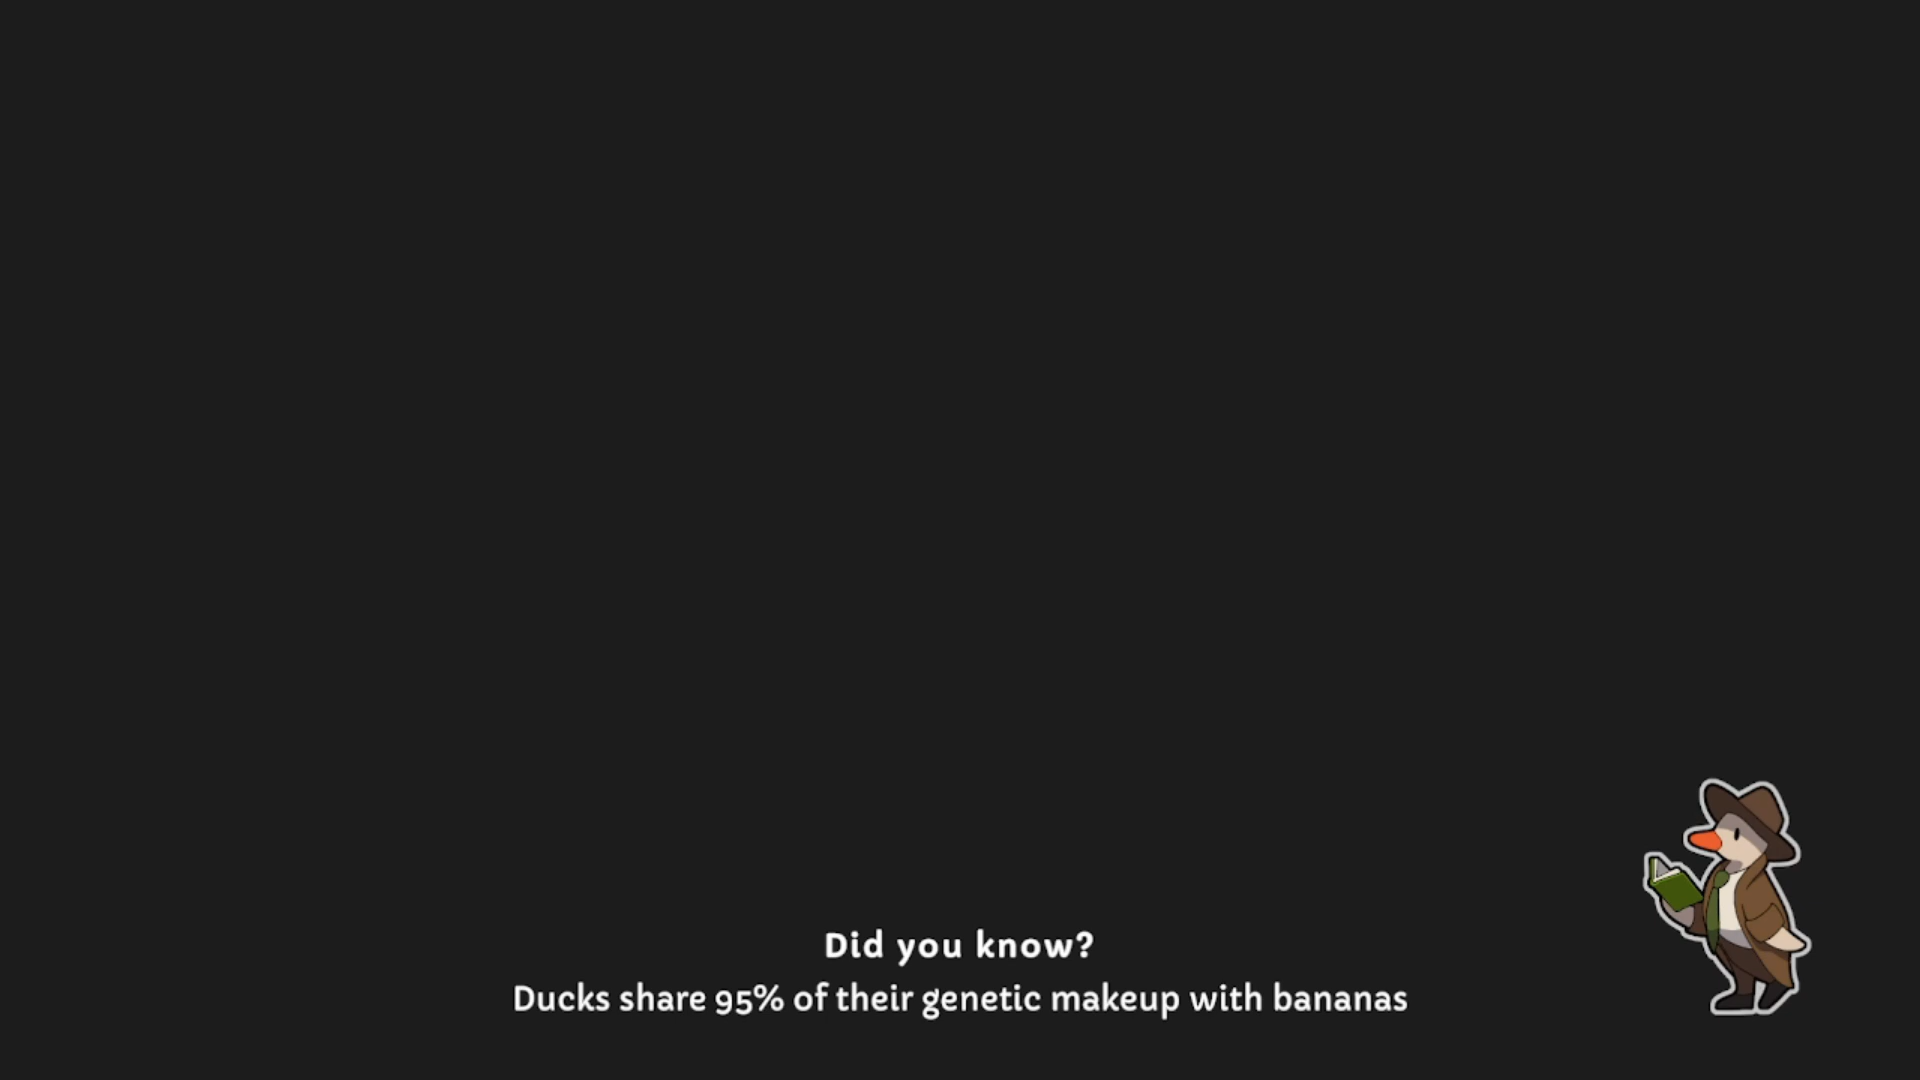 Did you know?
Ducks share 95% of their genetic makeup with bananas